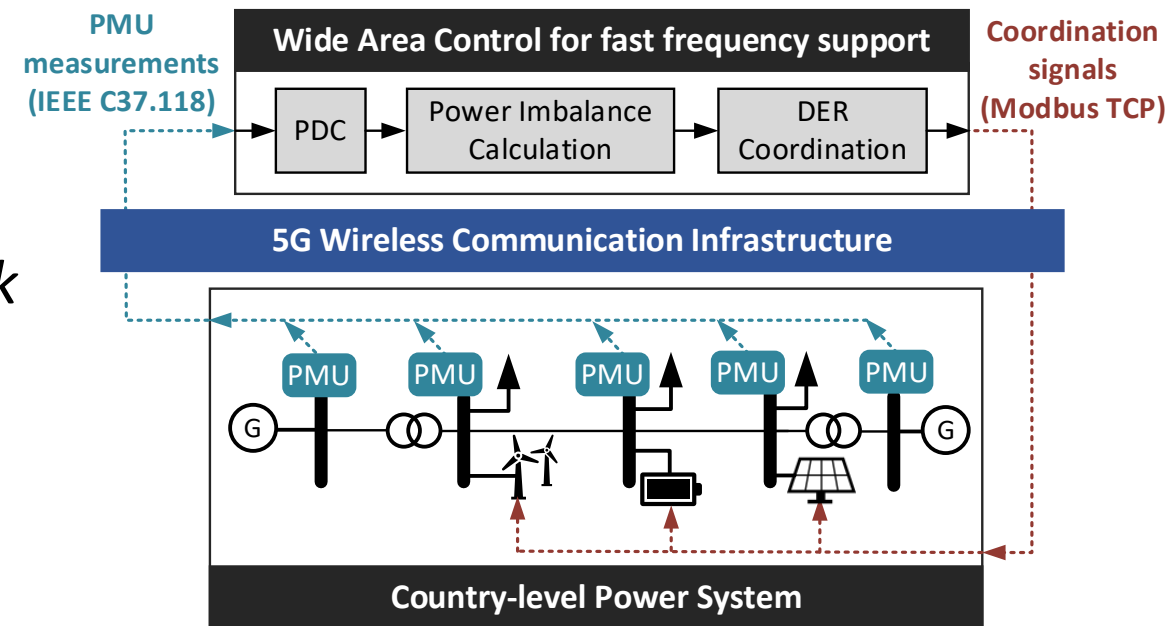 PMU
measurements
(IEEE C37.118)
Wide Area Control for fast frequency support
Coordination
signals
(Modbus TCP)
PDC
Power Imbalance
Calculation
DER
Coordination
5G Wireless Communication Infrastructure
k
PMU
PMU
PMU
PMU
PMU
G
G
Country-level Power System